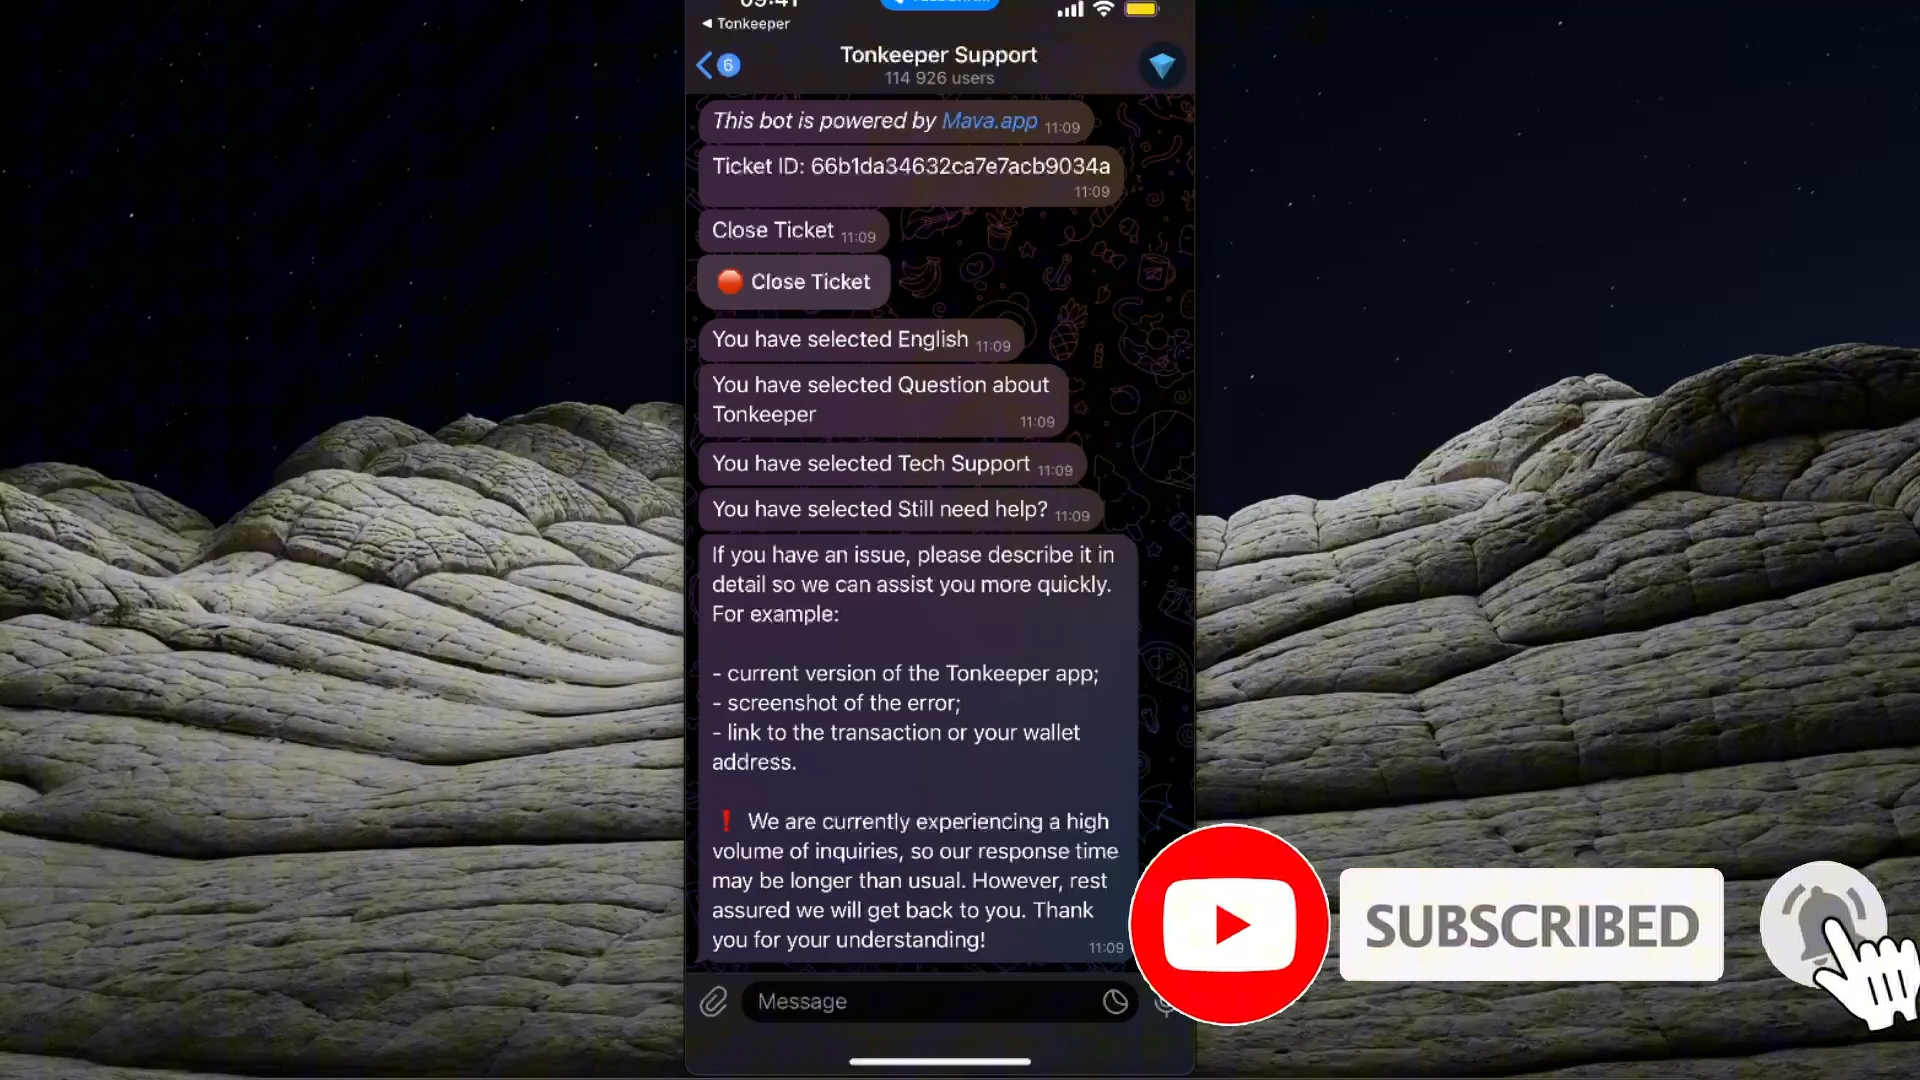 09:41
◄ Tonkeeper
6
Tonkeeper Support
114 926 users
This bot is powered by Mava.app 11:09
Ticket ID: 66b1da34632ca7e7acb9034a
11:09
Close Ticket 11:09
Close Ticket
You have selected English 11:09
You have selected Question about
Tonkeeper 11:09
You have selected Tech Support 11:09
You have selected Still need help? 11:09
If you have an issue, please describe it in
detail so we can assist you more quickly.
For example:
- current version of the Tonkeeper app;
- screenshot of the error;
- link to the transaction or your wallet
address.
❗ We are currently experiencing a high
volume of inquiries, so our response time
may be longer than usual. However, rest
assured we will get back to you. Thank
you for your understanding! 11:09
Message
SUBSCRIBED